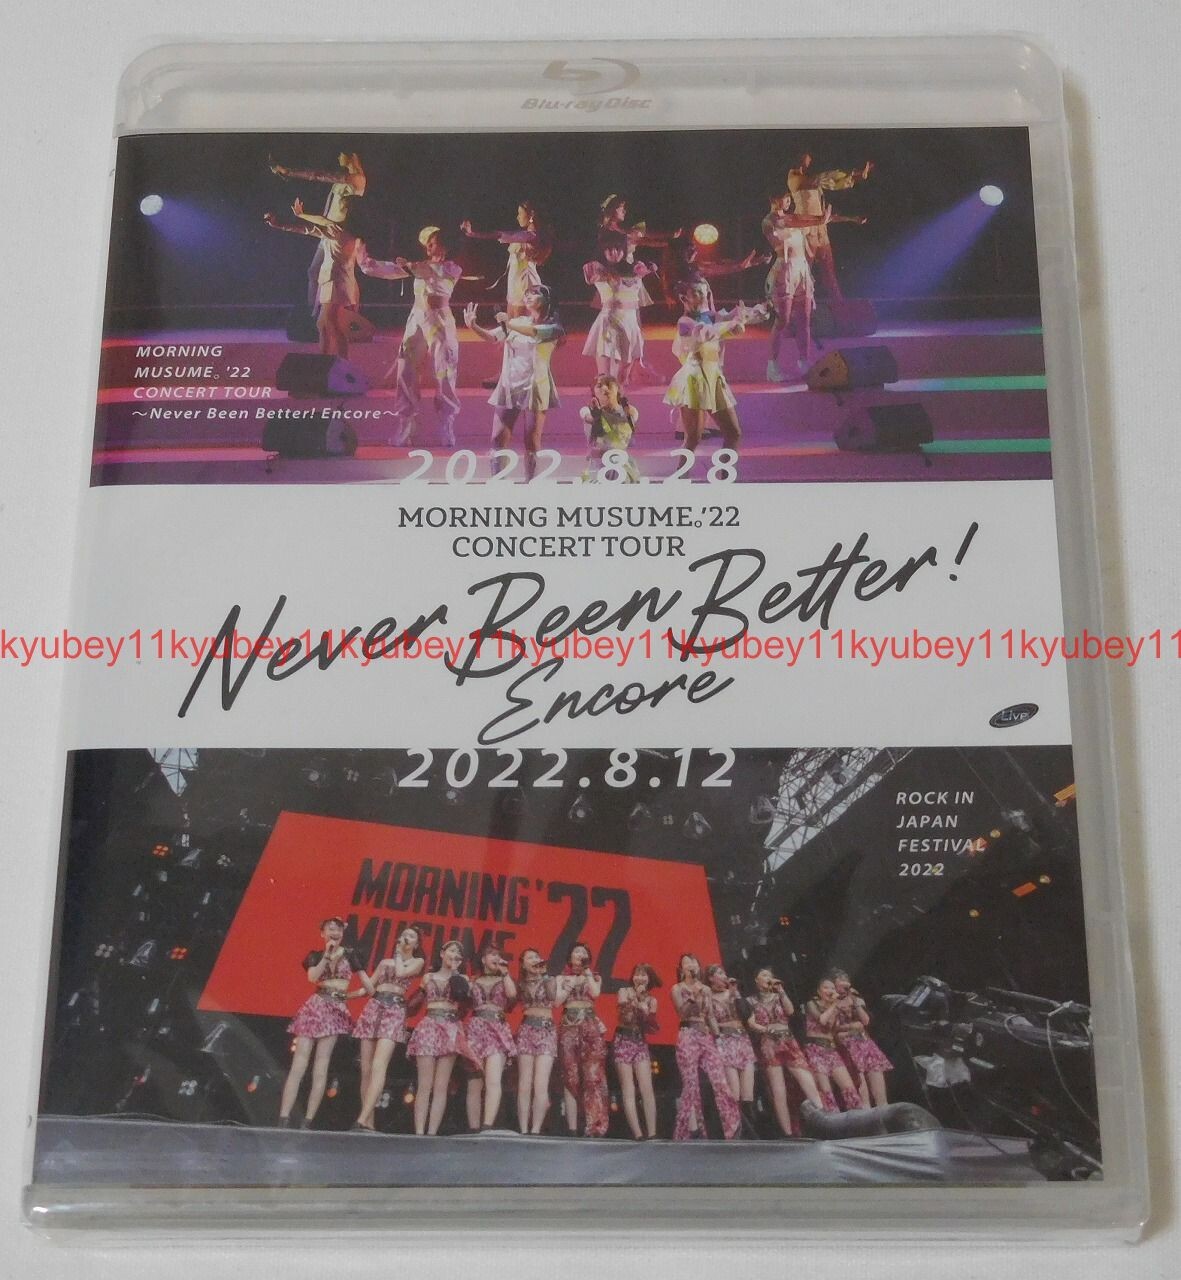 Blu-ray Disc
MORNING
MUSUME。'22
CONCERT TOUR
～Never Been Better! Encore～
2022.8.28
MORNING MUSUME。'22
CONCERT TOUR
Never Been Better!
Encore
kyubey11kyubey11kyubey11kyubey11kyubey11kyubey11kyubey11
Live
2022.8.12
ROCK IN
JAPAN
FESTIVAL
2022
MORNING '22
MUSUME